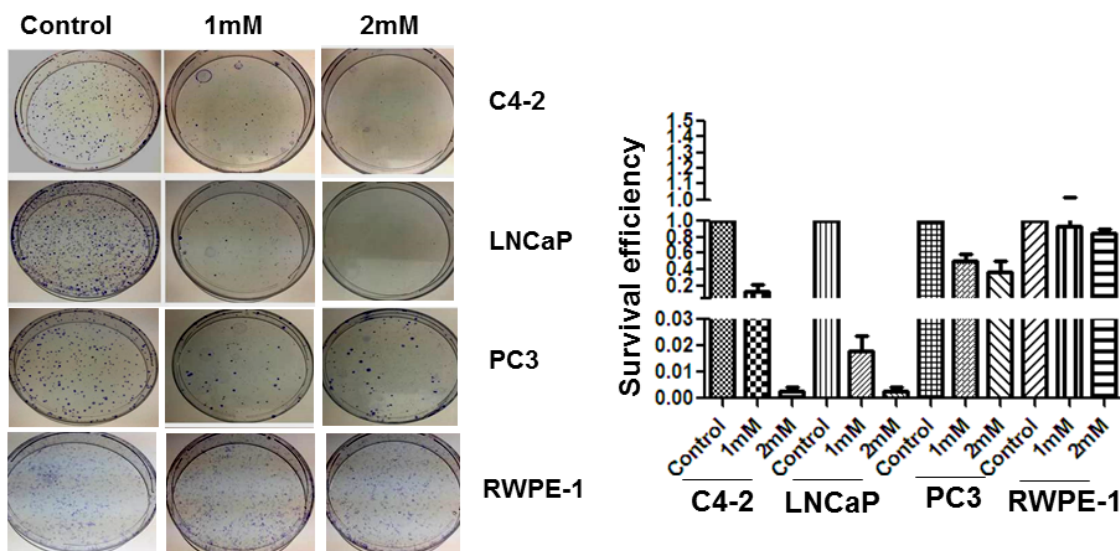 Control 1mM 2mM
C4-2
LNCaP
PC3
RWPE-1
Survival efficiency
1.5
1.4
1.3
1.2
1.1
1.0
1.0
0.8
0.6
0.4
0.2
0.03
0.02
0.01
0.00
Control 1mM 2mM Control 1mM 2mM Control 1mM 2mM Control 1mM 2mM
C4-2 LNCaP PC3 RWPE-1